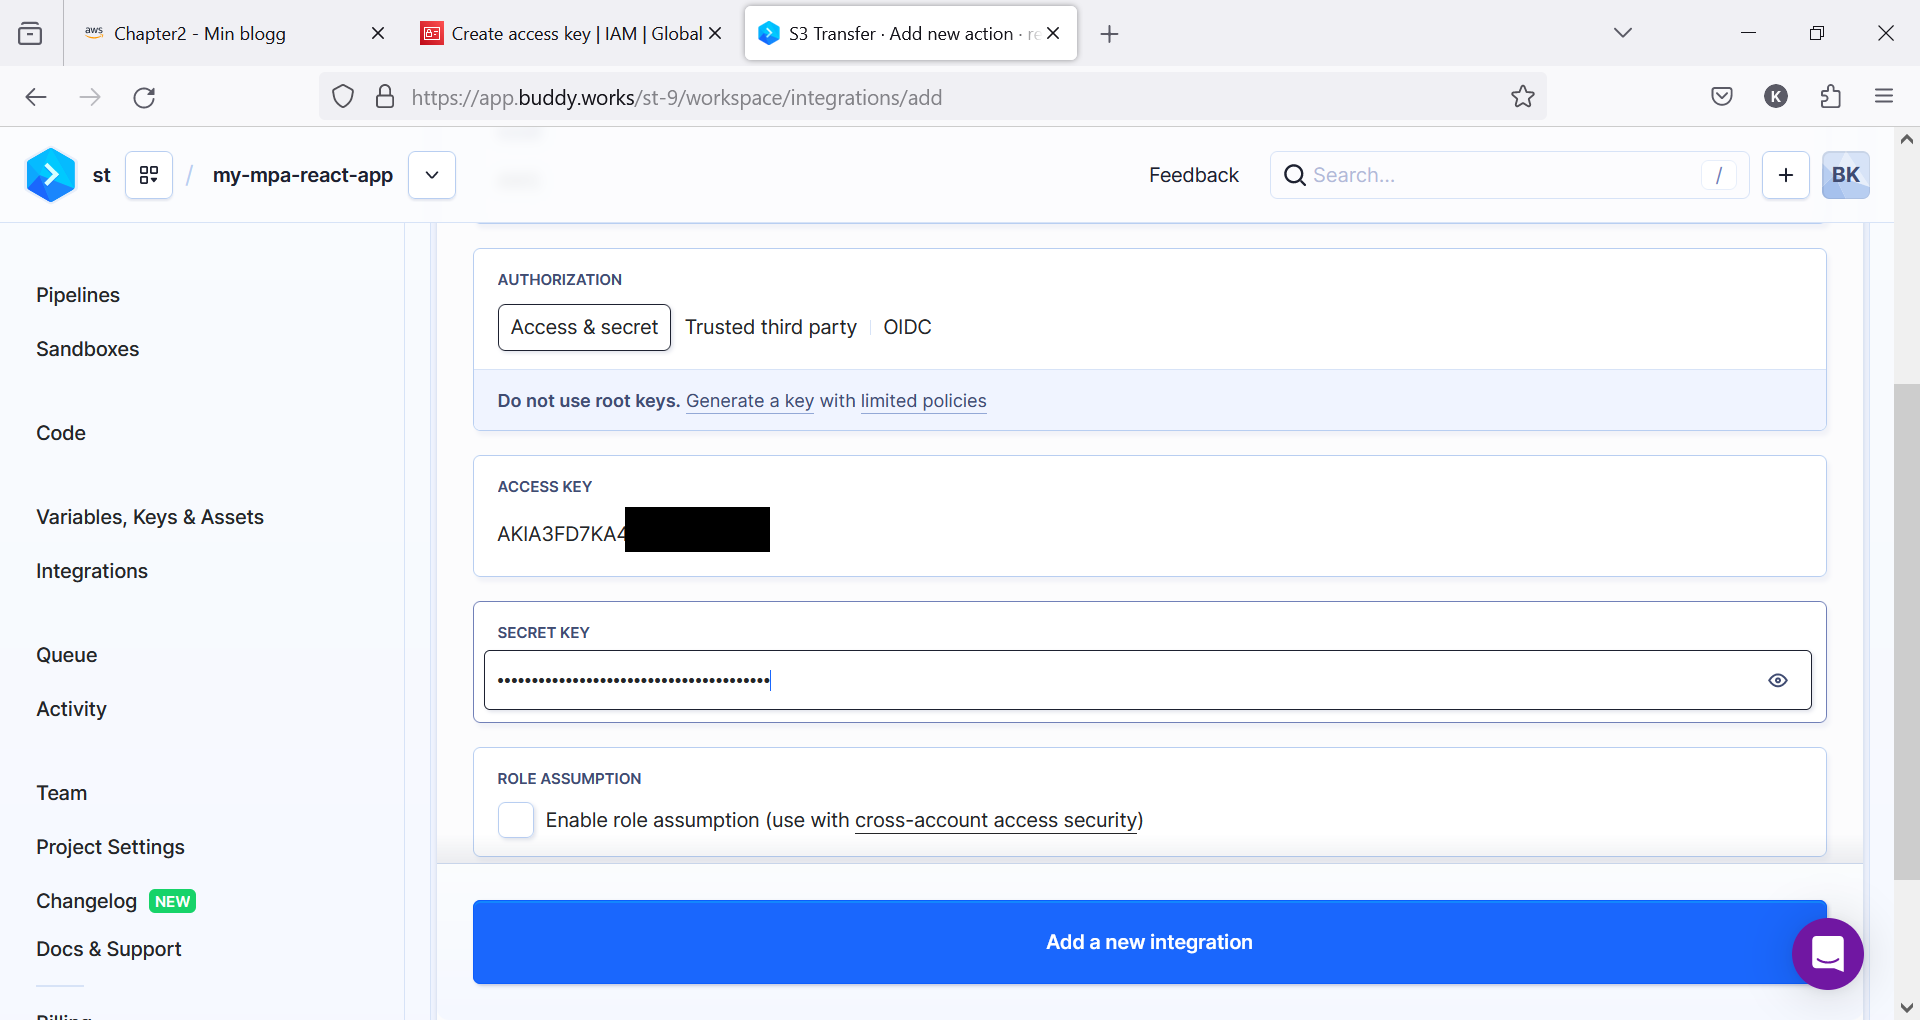 aws Chapter2 - Min blogg
Create access key | IAM | Global
S3 Transfer · Add new action · re
https://app.buddy.works/st-9/workspace/integrations/add
K
st / my-mpa-react-app
Feedback
Search...
/
+
BK
Pipelines
Sandboxes
Code
Variables, Keys & Assets
Integrations
Queue
Activity
Team
Project Settings
Changelog NEW
Docs & Support
Billing
AUTHORIZATION
Access & secret Trusted third party OIDC
Do not use root keys. Generate a key with limited policies
ACCESS KEY
AKIA3FD7KA4
SECRET KEY
ROLE ASSUMPTION
Enable role assumption (use with cross-account access security)
Add a new integration